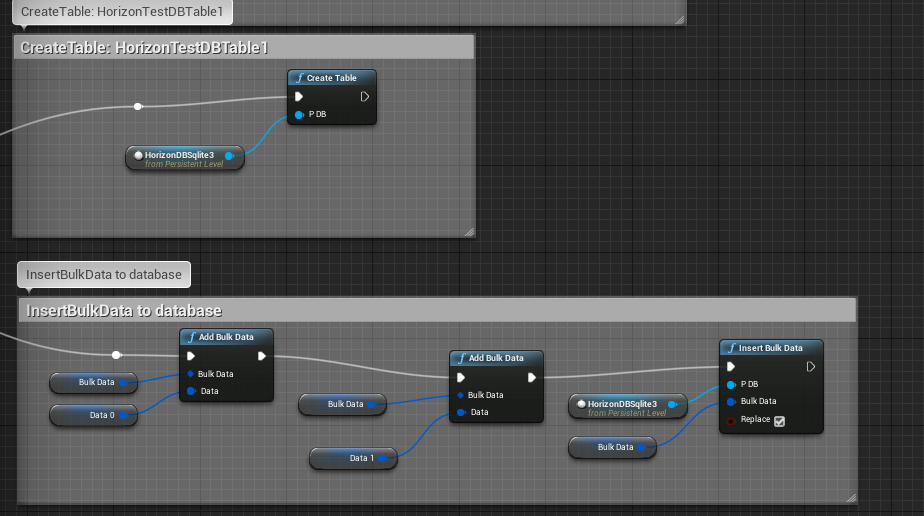 CreateTable: HorizonTestDBTable1
CreateTable: HorizonTestDBTable1
Create Table
P DB
HorizonDBSqlite3
from Persistent Level
InsertBulkData to database
InsertBulkData to database
Add Bulk Data
Bulk Data
Data
Bulk Data
Data 0
Add Bulk Data
Bulk Data
Data
Bulk Data
Data 1
Insert Bulk Data
P DB
Bulk Data
Replace
HorizonDBSqlite3
from Persistent Level
Bulk Data